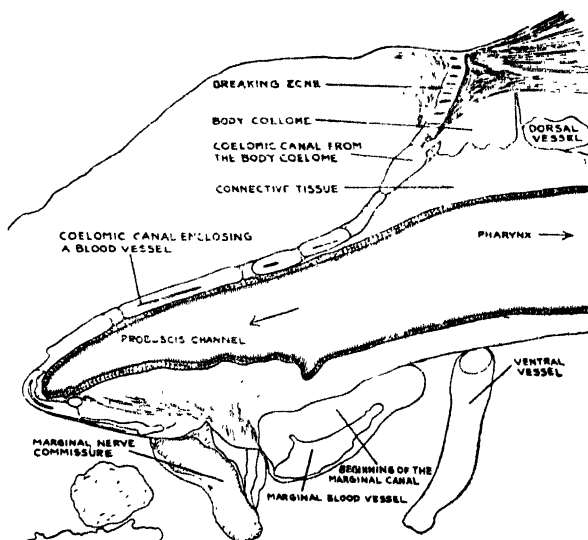 BREAKING ZONE
BODY COELOME
DORSAL
VESSEL
COELOMIC CANAL FROM
THE BODY COELOME
CONNECTIVE TISSUE
COELOMIC CANAL ENCLOSING
A BLOOD VESSEL
PHARYNX
PROBOSCIS CHANNEL
VENTRAL
VESSEL
MARGINAL NERVE
COMMISSURE
BEGINNING OF THE
MARGINAL CANAL
MARGINAL BLOOD VESSEL